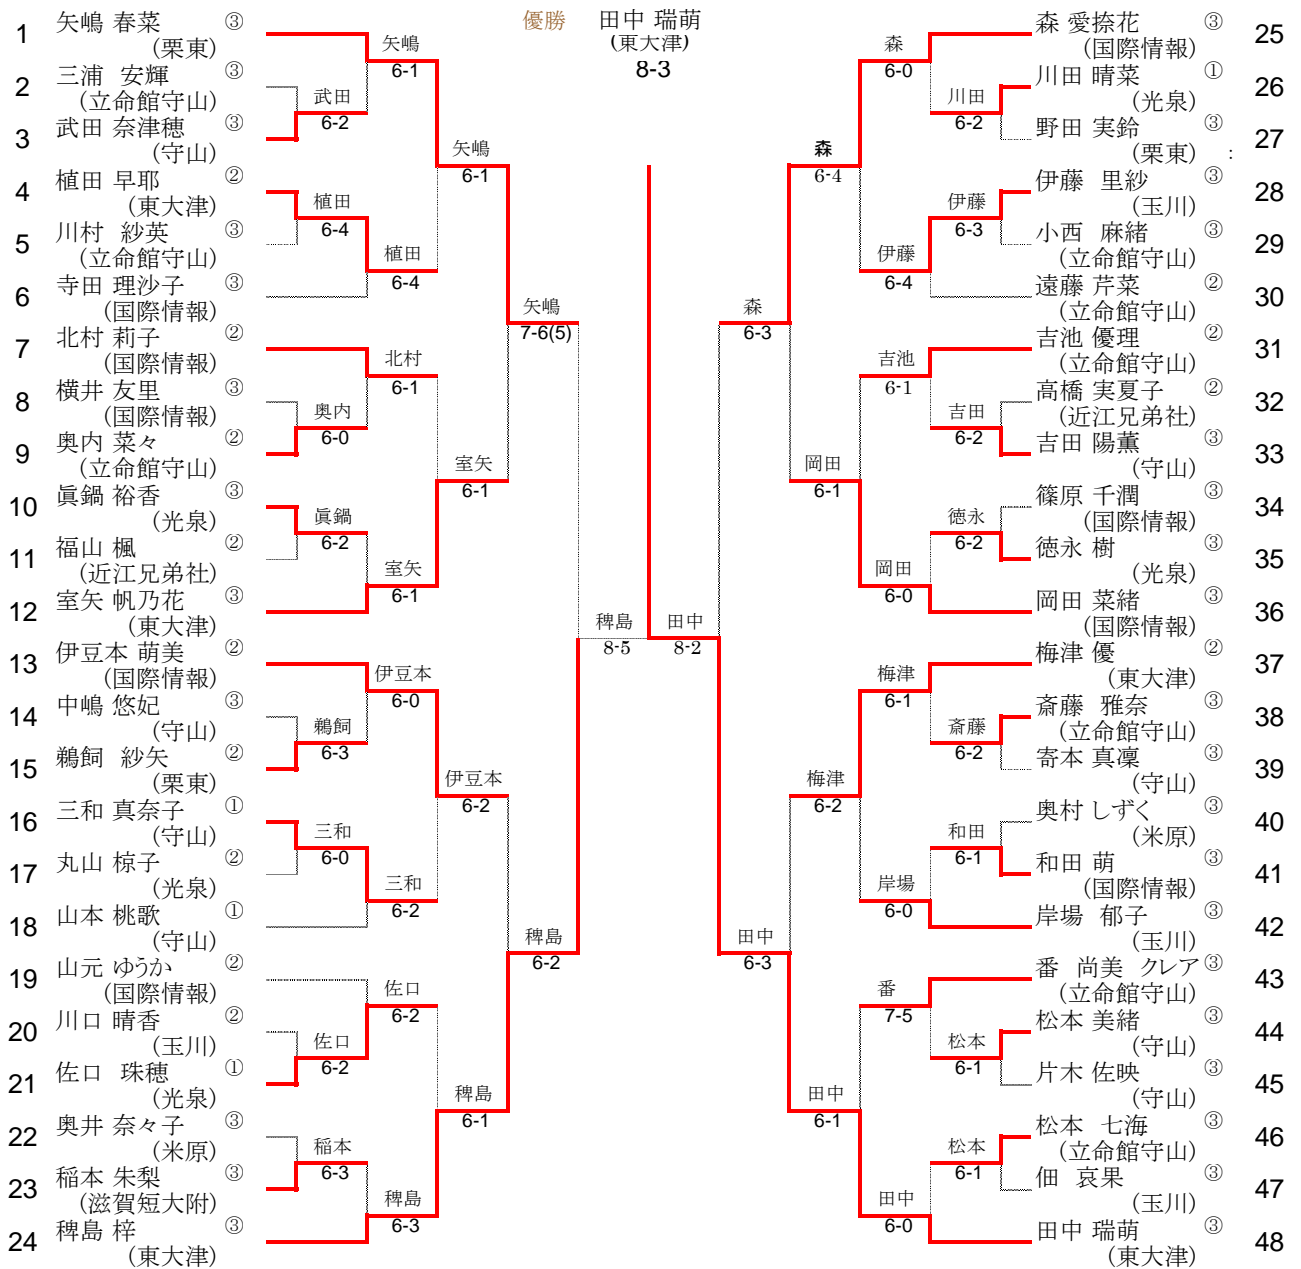 優勝 田中 瑞萌
(東大津)
8-3
1 矢嶋 春菜 ③
(栗東)
2 三浦 安輝 ③
(立命館守山)
3 武田 奈津穂 ③
(守山)
4 植田 早耶 ②
(東大津)
5 川村 紗英 ③
(立命館守山)
6 寺田 理沙子 ③
(国際情報)
7 北村 莉子 ②
(国際情報)
8 横井 友里 ③
(国際情報)
9 奥内 菜々 ②
(立命館守山)
10 眞鍋 裕香 ③
(光泉)
11 福山 楓 ②
(近江兄弟社)
12 室矢 帆乃花 ③
(東大津)
13 伊豆本 萌美 ②
(国際情報)
14 中嶋 悠妃 ③
(守山)
15 鵜飼 紗矢 ②
(栗東)
16 三和 真奈子 ①
(守山)
17 丸山 椋子 ②
(光泉)
18 山本 桃歌 ①
(守山)
19 山元 ゆうか ②
(国際情報)
20 川口 晴香 ②
(玉川)
21 佐口 珠穂 ①
(光泉)
22 奥井 奈々子 ③
(米原)
23 稲本 朱梨 ③
(滋賀短大附)
24 稗島 梓 ③
(東大津)
武田
6-2
植田
6-4
奥内
6-0
眞鍋
6-2
鵜飼
6-3
三和
6-0
佐口
6-2
稲本
6-3
矢嶋
6-1
植田
6-4
北村
6-1
室矢
6-1
伊豆本
6-0
三和
6-2
佐口
6-2
稗島
6-3
矢嶋
6-1
室矢
6-1
伊豆本
6-2
稗島
6-1
矢嶋
7-6(5)
稗島
6-2
稗島
8-5
田中
8-2
森
6-3
田中
6-3
森
6-4
岡田
6-1
梅津
6-2
田中
6-1
森
6-0
伊藤
6-4
吉池
6-1
岡田
6-0
梅津
6-1
岸場
6-0
番
7-5
田中
6-0
川田
6-2
伊藤
6-3
吉田
6-2
徳永
6-2
斎藤
6-2
和田
6-1
松本
6-1
松本
6-1
森 愛捺花 ③ 25
(国際情報)
川田 晴菜 ① 26
(光泉)
野田 実鈴 ③ 27
(栗東) :
伊藤 里紗 ③ 28
(玉川)
小西 麻緒 ③ 29
(立命館守山)
遠藤 芹菜 ② 30
(立命館守山)
吉池 優理 ② 31
(立命館守山)
高橋 実夏子 ② 32
(近江兄弟社)
吉田 陽薫 ③ 33
(守山)
篠原 千潤 ③ 34
(国際情報)
徳永 樹 ③ 35
(光泉)
岡田 菜緒 ③ 36
(国際情報)
梅津 優 ② 37
(東大津)
斎藤 雅奈 ③ 38
(立命館守山)
寄本 真凜 ③ 39
(守山)
奥村 しずく ③ 40
(米原)
和田 萌 ③ 41
(国際情報)
岸場 郁子 ③ 42
(玉川)
番 尚美 クレア ③ 43
(立命館守山)
松本 美緒 ③ 44
(守山)
片木 佐映 ③ 45
(守山)
松本 七海 ③ 46
(立命館守山)
佃 哀果 ③ 47
(玉川)
田中 瑞萌 ③ 48
(東大津)